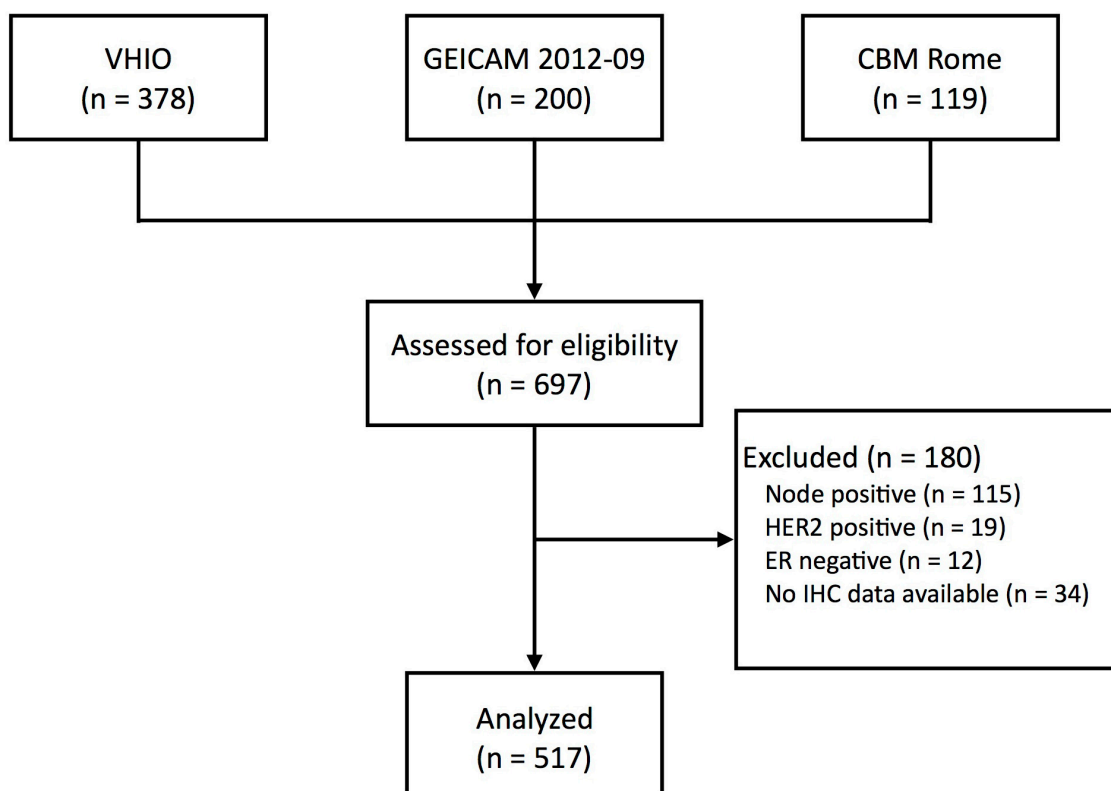 VHIO
(n = 378)
GEICAM 2012-09
(n = 200)
CBM Rome
(n = 119)
Assessed for eligibility
(n = 697)
Excluded (n = 180)
Node positive (n = 115)
HER2 positive (n = 19)
ER negative (n = 12)
No IHC data available (n = 34)
Analyzed
(n = 517)